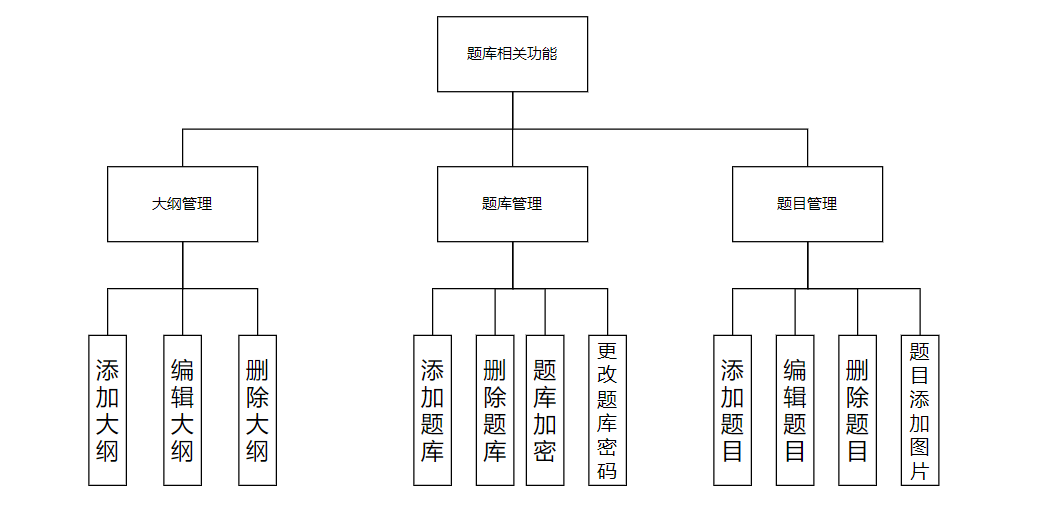 题库相关功能
大纲管理
题库管理
题目管理
添加大纲
编辑大纲
删除大纲
添加题库
删除题库
题库加密
更改题库密码
添加题目
编辑题目
删除题目
题目添加图片